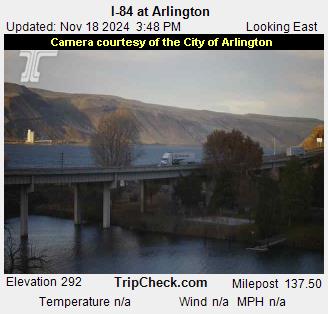 I-84 at Arlington
Updated: Nov 18 2024 3:48 PM Looking East
Camera courtesy of the City of Arlington
Elevation 292 TripCheck.com Milepost 137.50
Temperature n/a Wind n/a MPH n/a